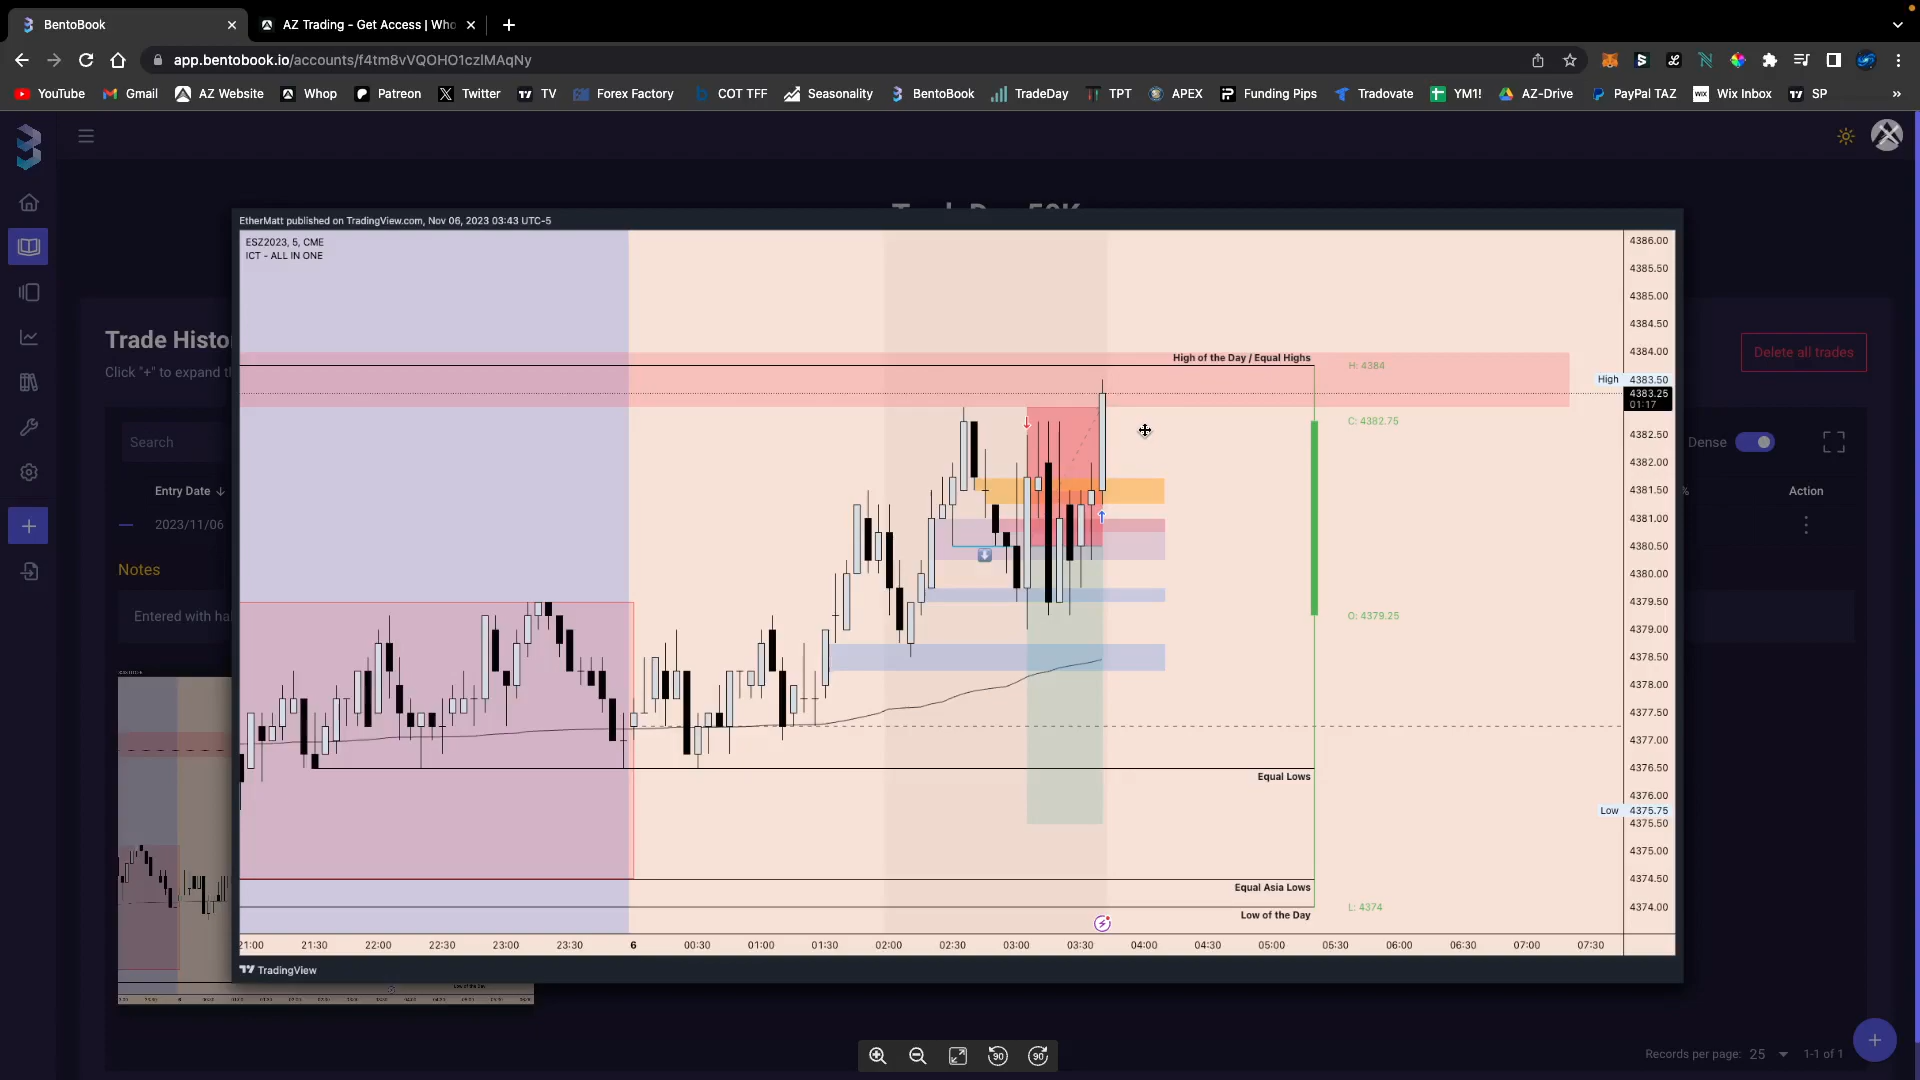 BentoBook
AZ Trading - Get Access | Who
app.bentobook.io/accounts/f4tm8vVQOHO1czlMAqNy
YouTube Gmail AZ Website Whop Patreon Twitter TV Forex Factory COT TFF Seasonality BentoBook TradeDay TPT APEX Funding Pips Tradovate YM1! AZ-Drive PayPal TAZ Wix Inbox SP »
EtherMatt published on TradingView.com, Nov 06, 2023 03:43 UTC-5
ESZ2023, 5, CME
ICT - ALL IN ONE
Trade Histo
Click "+" to expand t
Delete all trades
Search
Dense
Entry Date
%
Action
2023/11/06
Notes
Entered with hal
High of the Day / Equal Highs
H: 4384
C: 4382.75
O: 4379.25
Equal Lows
Equal Asia Lows
Low of the Day
L: 4374
4386.00
4385.50
4385.00
4384.50
4384.00
High 4383.50
4383.25
01:17
4382.50
4382.00
4381.50
4381.00
4380.50
4380.00
4379.50
4379.00
4378.50
4378.00
4377.50
4377.00
4376.50
4376.00
Low 4375.75
4375.50
4375.00
4374.50
4374.00
21:00 21:30 22:00 22:30 23:00 23:30 6 00:30 01:00 01:30 02:00 02:30 03:00 03:30 04:00 04:30 05:00 05:30 06:00 06:30 07:00 07:30
TradingView
90 90
Records per page: 25 1-1 of 1